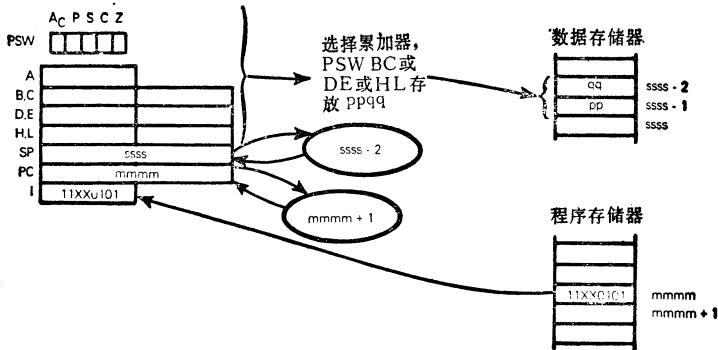 Ac P S C Z
PSW
A
B,C
D,E
H,L
SP
ssss
PC
mmmm
I
11XX0101
选择累加器，
PSW BC或
DE或HL存
放ppqq
ssss - 2
mmmm + 1
数据存储器
qq
ssss - 2
pp
ssss - 1
ssss
程序存储器
11XX0101
mmmm
mmmm + 1